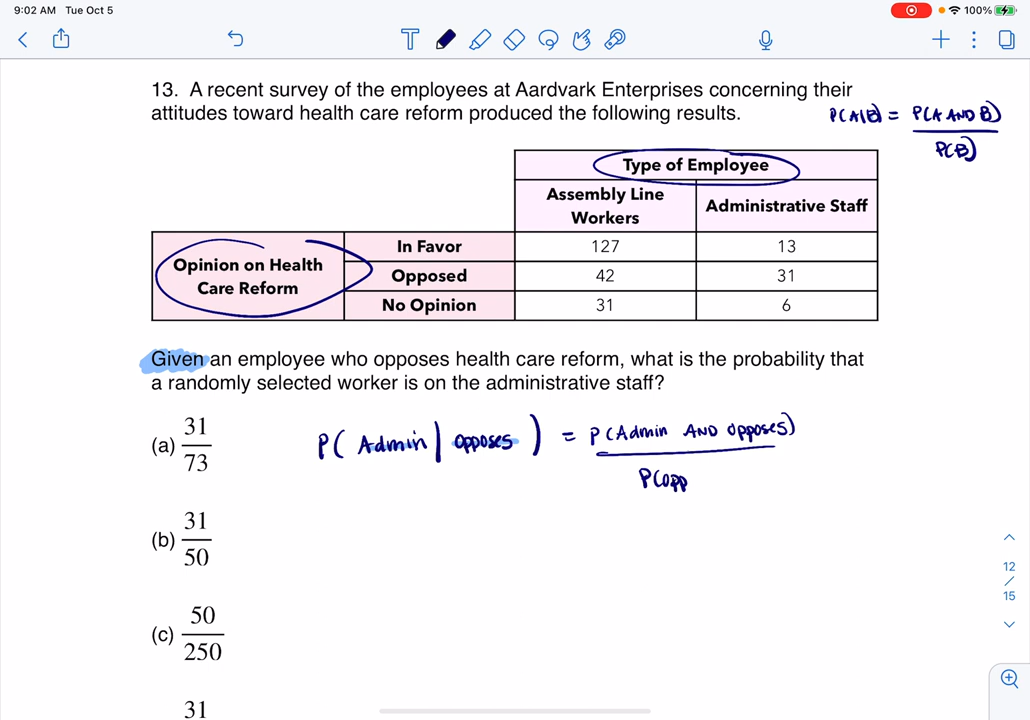 9:02 AM Tue Oct 5
100%
13. A recent survey of the employees at Aardvark Enterprises concerning their
attitudes toward health care reform produced the following results.
P(A|B) = P(A AND B)
P(B)
Type of Employee
Assembly Line
Workers
Administrative Staff
Opinion on Health
Care Reform
In Favor 127 13
Opposed 42 31
No Opinion 31 6
Given an employee who opposes health care reform, what is the probability that
a randomly selected worker is on the administrative staff?
(a) 31
73
P( Admin | opposes ) = P(Admin AND opposes)
P(opp
(b) 31
50
(c) 50
250
31
12
/
15